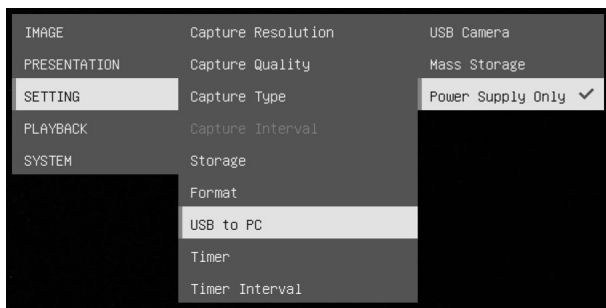 IMAGE
PRESENTATION
SETTING
PLAYBACK
SYSTEM
Capture Resolution
Capture Quality
Capture Type
Capture Interval
Storage
Format
USB to PC
Timer
Timer Interval
USB Camera
Mass Storage
Power Supply Only ✓